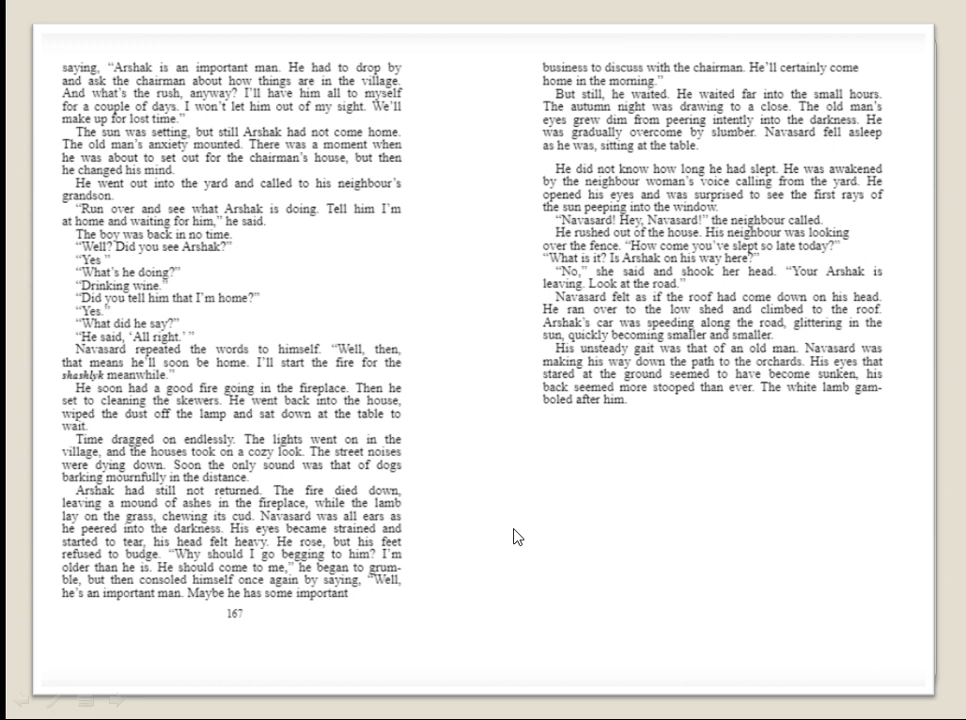 saying, “Arshak is an important man. He had to drop by
and ask the chairman about how things are in the village.
And what’s the rush, anyway? I’ll have him all to myself
for a couple of days. I won’t let him out of my sight. We’ll
make up for lost time.”
The sun was setting, but still Arshak had not come home.
The old man’s anxiety mounted. There was a moment when
he was about to set out for the chairman’s house, but then
he changed his mind.
He went out into the yard and called to his neighbour’s
grandson.
“Run over and see what Arshak is doing. Tell him I’m
at home and waiting for him,” he said.
The boy was back in no time.
“Well? Did you see Arshak?”
“Yes ”
“What’s he doing?”
“Drinking wine.”
“Did you tell him that I’m home?”
“Yes.”
“What did he say?”
“He said, ‘All right.’ ”
Navasard repeated the words to himself. “Well, then,
that means he’ll soon be home. I’ll start the fire for the
shashlyk meanwhile.”
He soon had a good fire going in the fireplace. Then he
set to cleaning the skewers. He went back into the house,
wiped the dust off the lamp and sat down at the table to
wait.
Time dragged on endlessly. The lights went on in the
village, and the houses took on a cozy look. The street noises
were dying down. Soon the only sound was that of dogs
barking mournfully in the distance.
Arshak had still not returned. The fire died down,
leaving a mound of ashes in the fireplace, while the lamb
lay on the grass, chewing its cud. Navasard was all ears as
he peered into the darkness. His eyes became strained and
started to tear, his head felt heavy. He rose, but his feet
refused to budge. “Why should I go begging to him? I’m
older than he is. He should come to me,” he began to grum-
ble, but then consoled himself once again by saying, “Well,
he’s an important man. Maybe he has some important
167
business to discuss with the chairman. He’ll certainly come
home in the morning.”
But still, he waited. He waited far into the small hours.
The autumn night was drawing to a close. The old man’s
eyes grew dim from peering intently into the darkness. He
was gradually overcome by slumber. Navasard fell asleep
as he was, sitting at the table.
He did not know how long he had slept. He was awakened
by the neighbour woman’s voice calling from the yard. He
opened his eyes and was surprised to see the first rays of
the sun peeping into the window.
“Navasard! Hey, Navasard!” the neighbour called.
He rushed out of the house. His neighbour was looking
over the fence. “How come you’ve slept so late today?”
“What is it? Is Arshak on his way here?”
“No,” she said and shook her head. “Your Arshak is
leaving. Look at the road.”
Navasard felt as if the roof had come down on his head.
He ran over to the low shed and climbed to the roof.
Arshak’s car was speeding along the road, glittering in the
sun, quickly becoming smaller and smaller.
His unsteady gait was that of an old man. Navasard was
making his way down the path to the orchards. His eyes that
stared at the ground seemed to have become sunken, his
back seemed more stooped than ever. The white lamb gam-
boled after him.